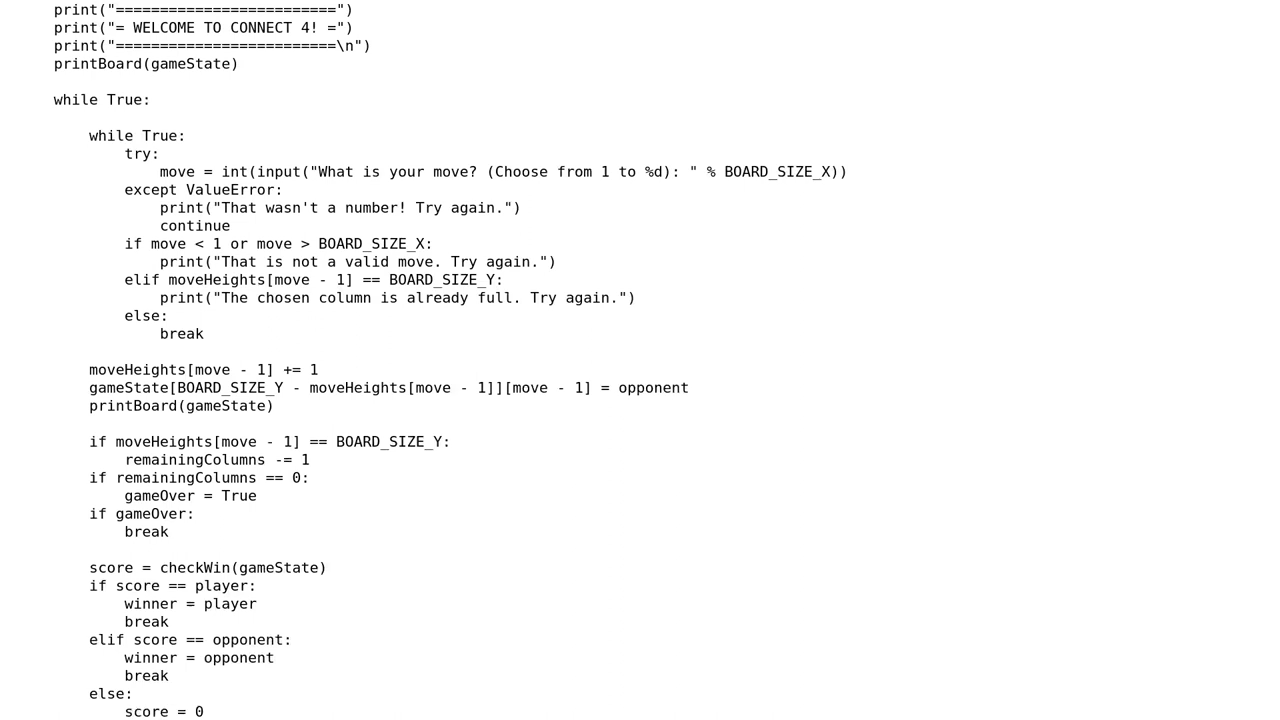 print("=========================")
print("= WELCOME TO CONNECT 4! =")
print("=========================\n")
printBoard(gameState)

while True:

    while True:
        try:
            move = int(input("What is your move? (Choose from 1 to %d): " % BOARD_SIZE_X))
        except ValueError:
            print("That wasn't a number! Try again.")
            continue
        if move < 1 or move > BOARD_SIZE_X:
            print("That is not a valid move. Try again.")
        elif moveHeights[move - 1] == BOARD_SIZE_Y:
            print("The chosen column is already full. Try again.")
        else:
            break

    moveHeights[move - 1] += 1
    gameState[BOARD_SIZE_Y - moveHeights[move - 1]][move - 1] = opponent
    printBoard(gameState)

    if moveHeights[move - 1] == BOARD_SIZE_Y:
        remainingColumns -= 1
    if remainingColumns == 0:
        gameOver = True
    if gameOver:
        break

    score = checkWin(gameState)
    if score == player:
        winner = player
        break
    elif score == opponent:
        winner = opponent
        break
    else:
        score = 0